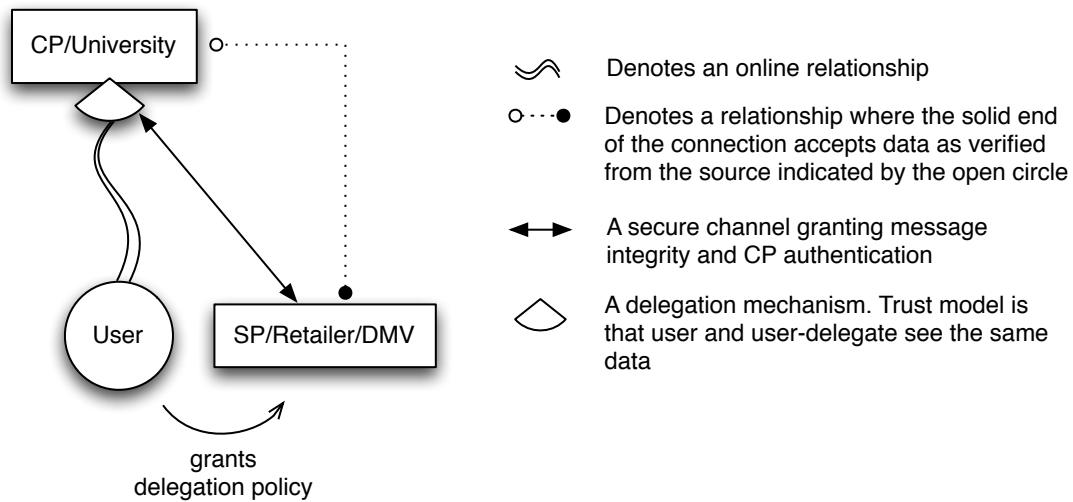 CP/University
User
SP/Retailer/DMV
grants
delegation policy
Denotes an online relationship
Denotes a relationship where the solid end
of the connection accepts data as verified
from the source indicated by the open circle
A secure channel granting message
integrity and CP authentication
A delegation mechanism. Trust model is
that user and user-delegate see the same
data